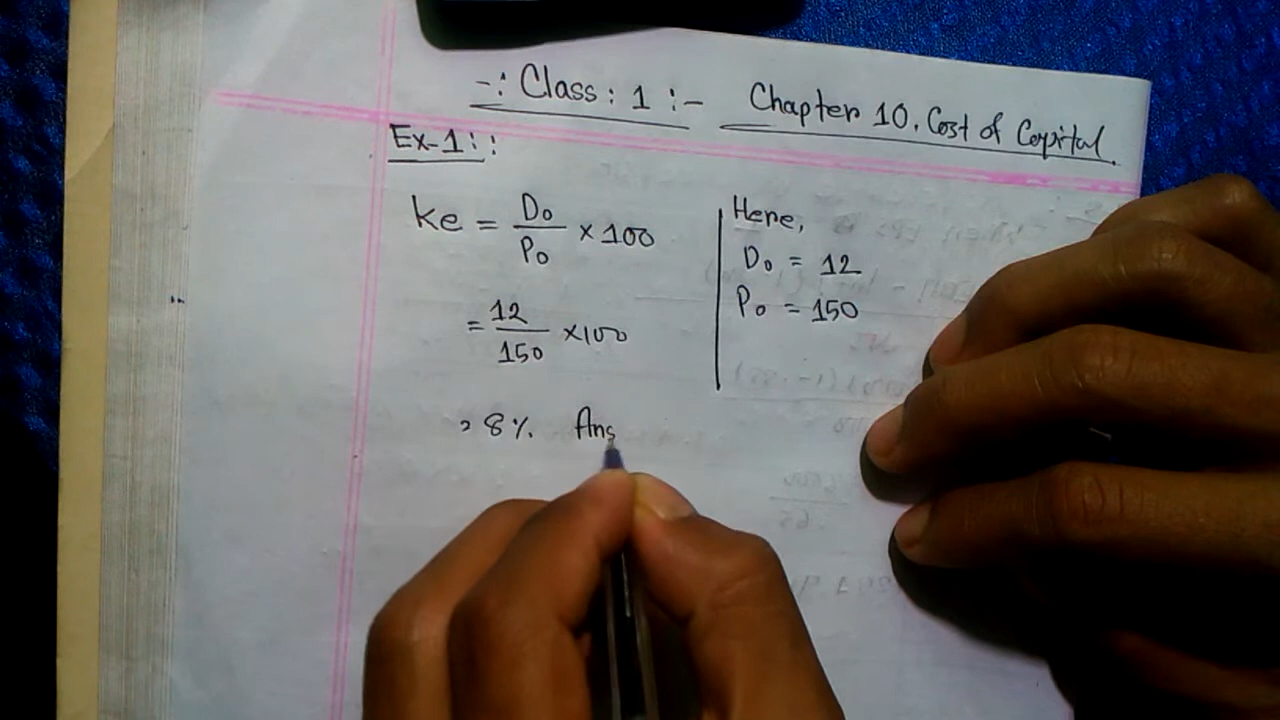 -: Class: 1 :- Chapter 10. Cost of Capital
Ex-1::
Ke = D₀/P₀ × 100
= 12/150 ×100
= 8% Ans
Here,
D₀ = 12
P₀ = 150